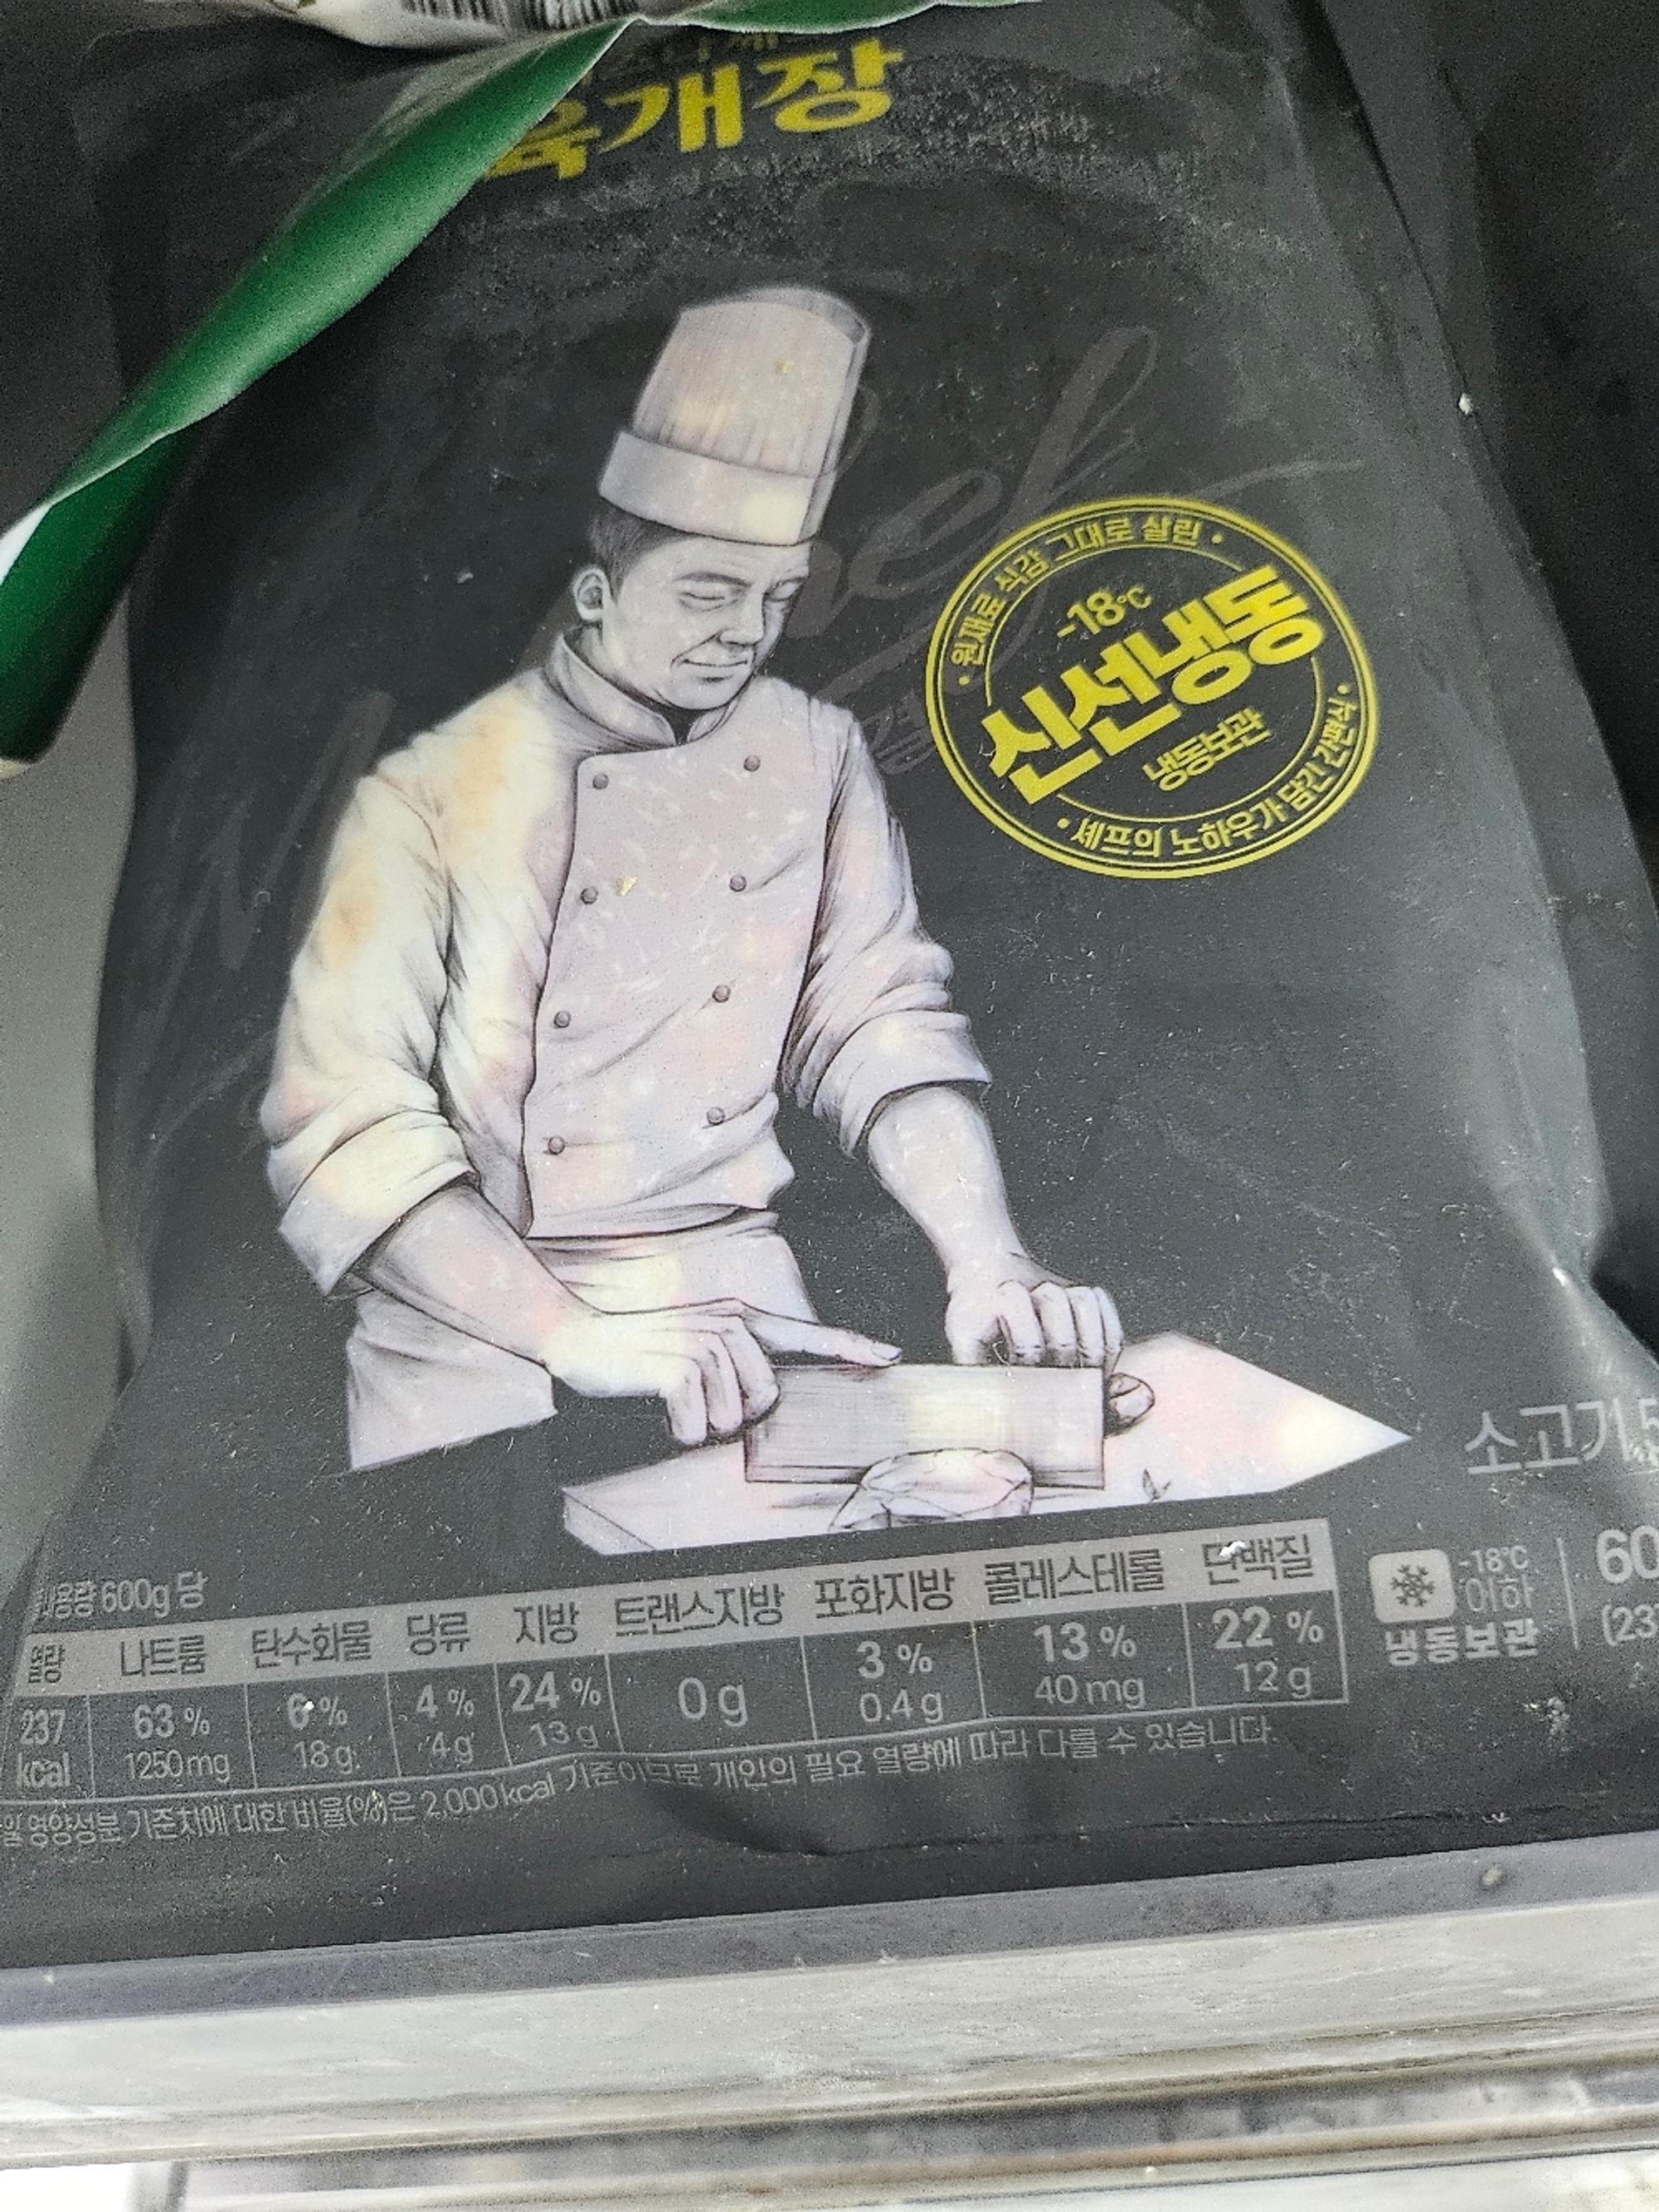 육개장
원재료 식감 그대로 살린
-18℃
신선냉동
냉동보관
셰프의 노하우가 담긴 간편식
소고기
600g 당
열량 나트륨 탄수화물 당류 지방 트랜스지방 포화지방 콜레스테롤 단백질
237 kcal 63 % 1250 mg 6 % 18 g 4 % 4 g 24 % 13 g 0 g 3 % 0.4 g 13 % 40 mg 22 % 12 g
영양성분 기준치에 대한 비율(%)은 2,000 kcal 기준이므로 개인의 필요 열량에 따라 다를 수 있습니다.
-18℃
이하
냉동보관